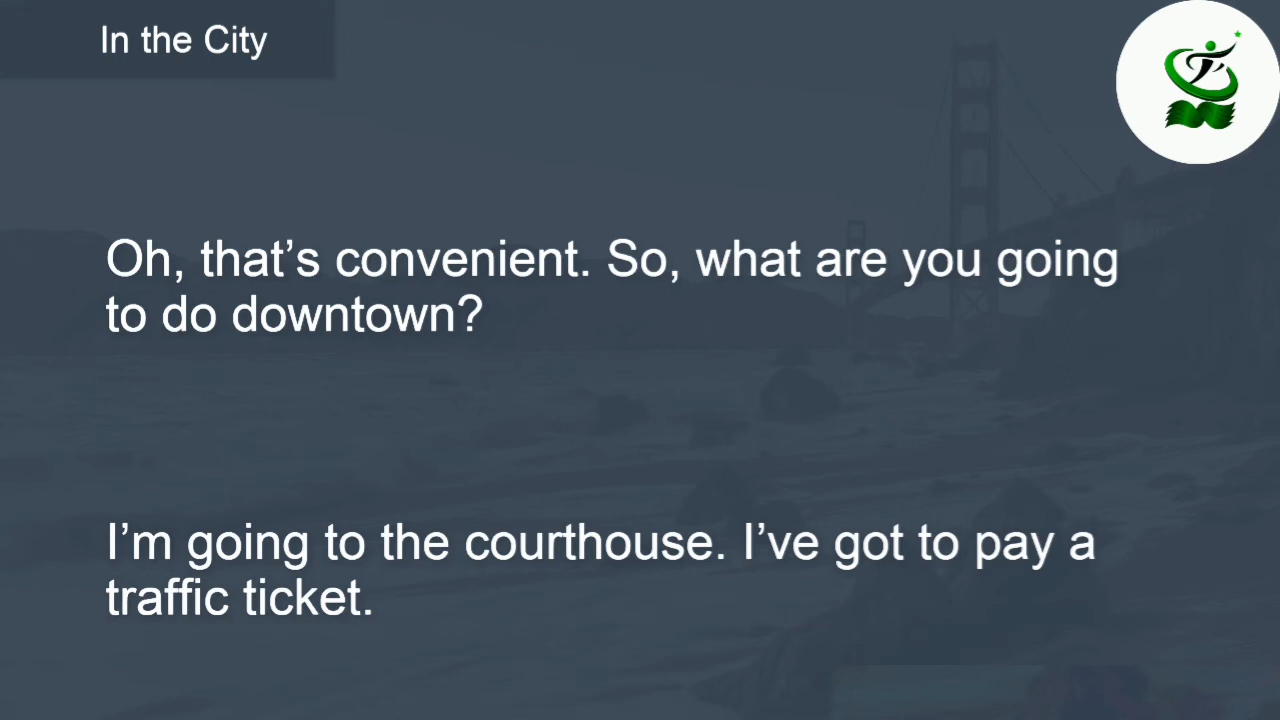 In the City
Oh, that’s convenient. So, what are you going
to do downtown?
I’m going to the courthouse. I’ve got to pay a
traffic ticket.